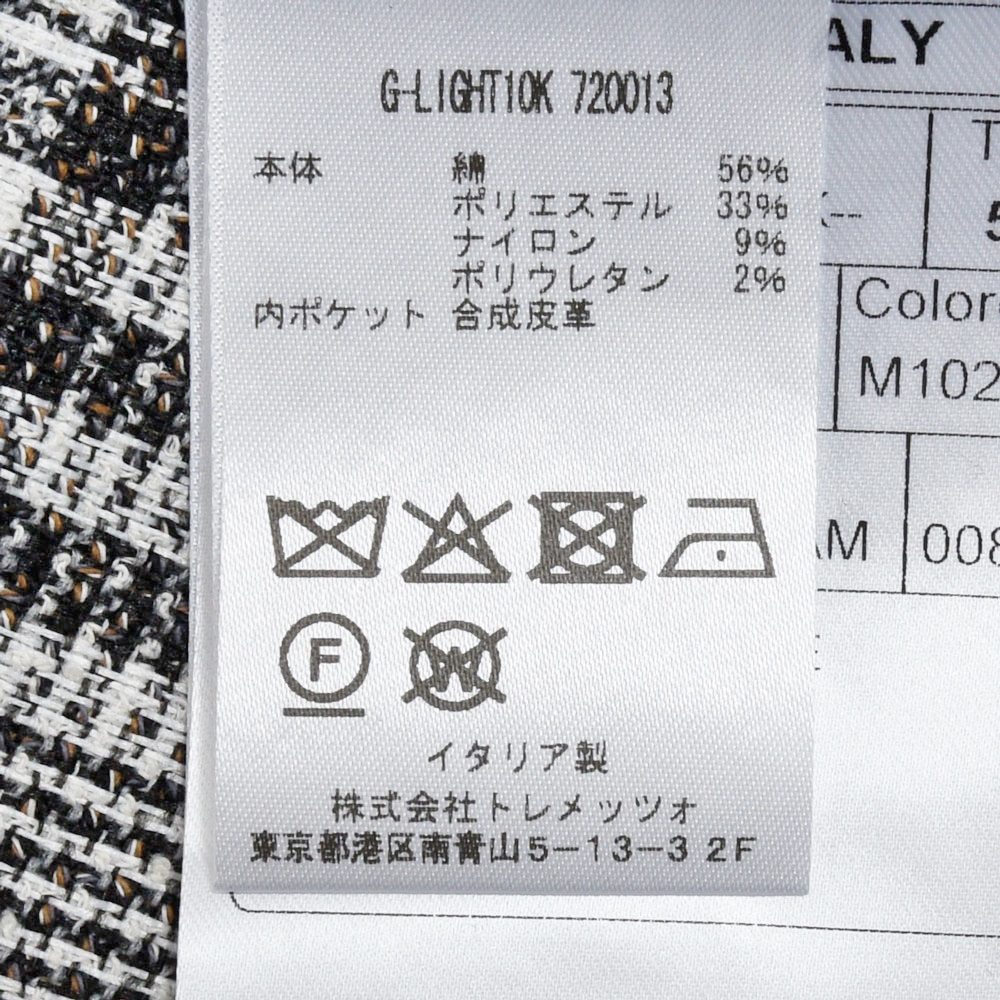 G-LIGHT10K 720013
本体 綿 56%
ポリエステル 33%
ナイロン 9%
ポリウレタン 2%
内ポケット 合成皮革
F
W
イタリア製
株式会社トレメッツォ
東京都港区南青山5-13-3 2F
ALY
T
5
--
Color
M102
AM
008
E